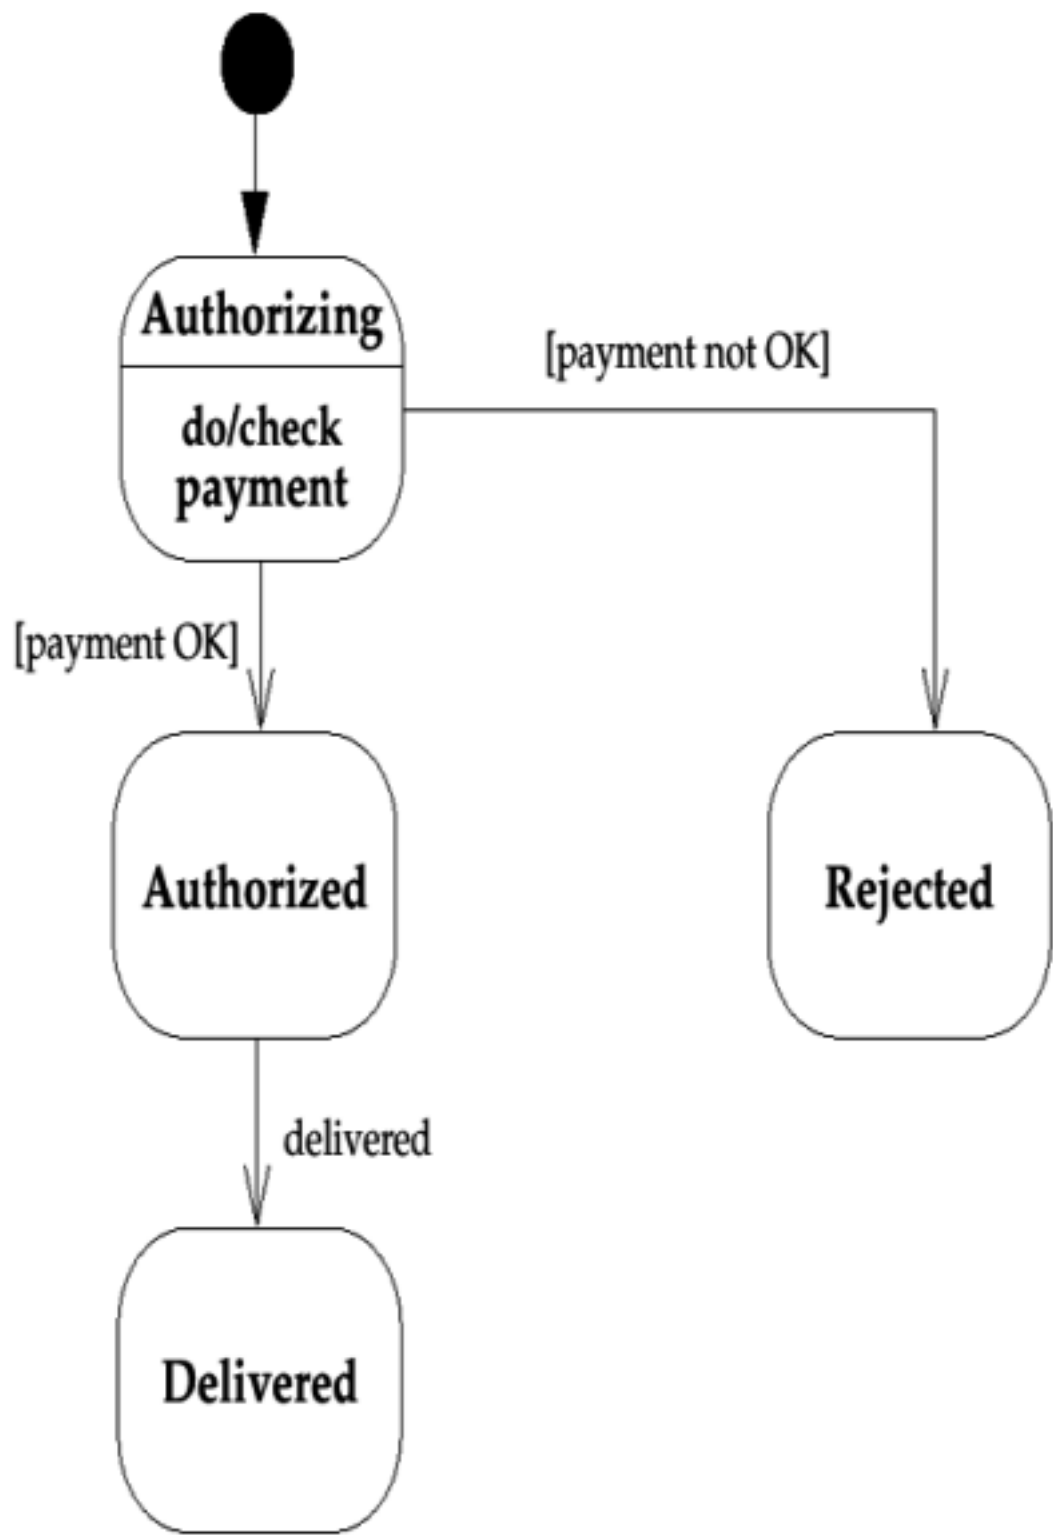 Authorizing
[payment not OK]
do/check
payment
[payment OK]
Authorized
Rejected
delivered
Delivered